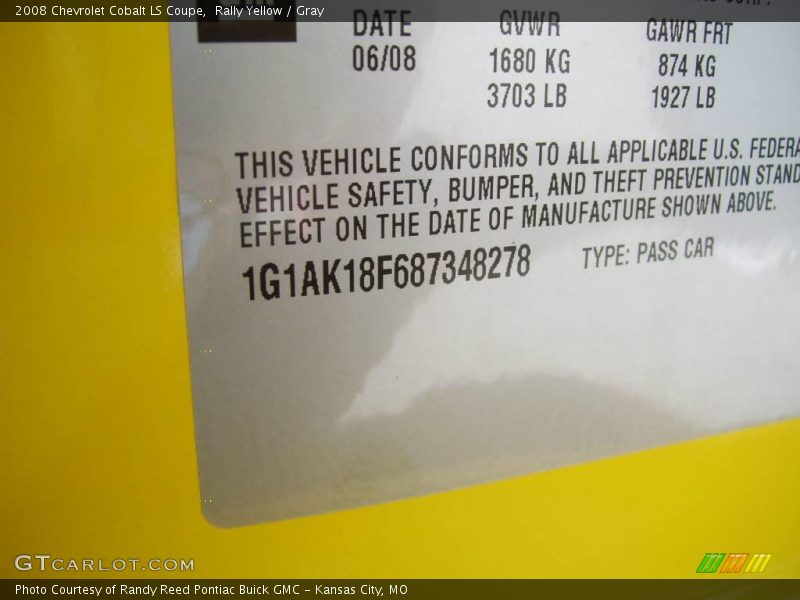 2008 Chevrolet Cobalt LS Coupe, Rally Yellow / Gray
DATE GVWR GAWR FRT
06/08 1680 KG 874 KG
3703 LB 1927 LB
THIS VEHICLE CONFORMS TO ALL APPLICABLE U.S. FEDERA
VEHICLE SAFETY, BUMPER, AND THEFT PREVENTION STAND
EFFECT ON THE DATE OF MANUFACTURE SHOWN ABOVE.
1G1AK18F687348278 TYPE: PASS CAR
GTCARLOT.COM
Photo Courtesy of Randy Reed Pontiac Buick GMC - Kansas City, MO